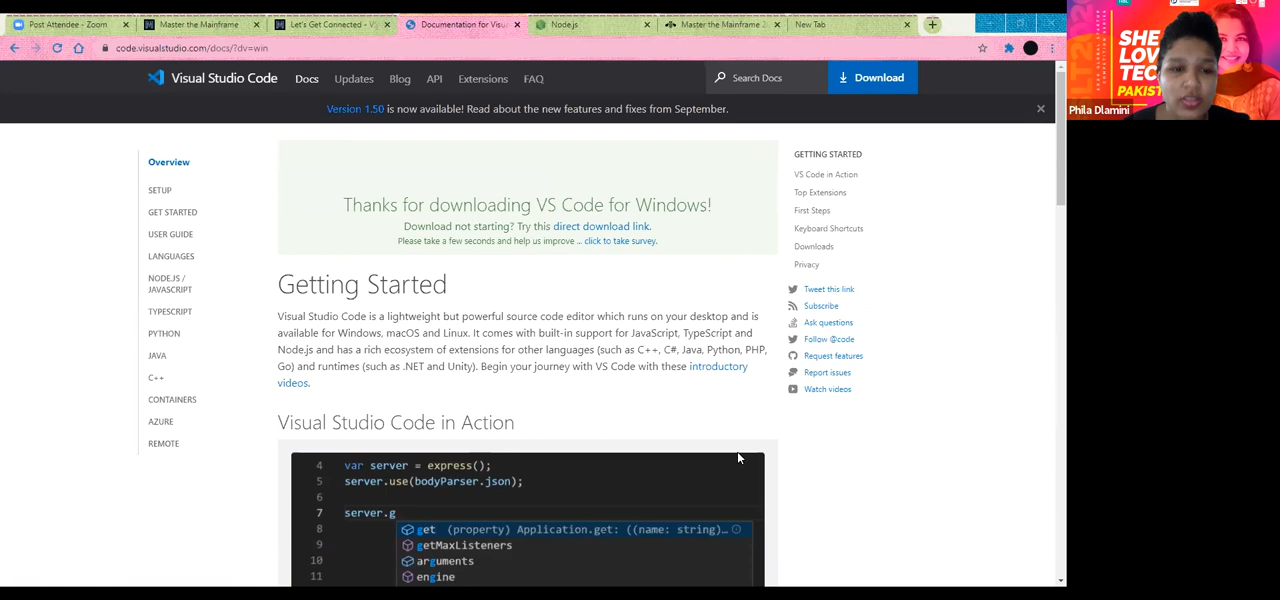 Post Attendee - Zoom
Master the Mainframe
Let's Get Connected - V
Documentation for Visua
Node.js
Master the Mainframe 2
New Tab
code.visualstudio.com/docs/?dv=win
Visual Studio Code
Docs
Updates
Blog
API
Extensions
FAQ
Search Docs
Download
Version 1.50 is now available! Read about the new features and fixes from September.
Overview
SETUP
GET STARTED
USER GUIDE
LANGUAGES
NODE.JS /
JAVASCRIPT
TYPESCRIPT
PYTHON
JAVA
C++
CONTAINERS
AZURE
REMOTE
Thanks for downloading VS Code for Windows!
Download not starting? Try this direct download link.
Please take a few seconds and help us improve ... click to take survey.
Getting Started
Visual Studio Code is a lightweight but powerful source code editor which runs on your desktop and is
available for Windows, macOS and Linux. It comes with built-in support for JavaScript, TypeScript and
Node.js and has a rich ecosystem of extensions for other languages (such as C++, C#, Java, Python, PHP,
Go) and runtimes (such as .NET and Unity). Begin your journey with VS Code with these introductory
videos.
Visual Studio Code in Action
4 var server = express();
5 server.use(bodyParser.json);
6
7 server.g
8 get (property) Application.get: ((name: string)…
9 getMaxListeners
10 arguments
11 engine
GETTING STARTED
VS Code in Action
Top Extensions
First Steps
Keyboard Shortcuts
Downloads
Privacy
Tweet this link
Subscribe
Ask questions
Follow @code
Request features
Report issues
Watch videos
SHE
LOV
TEC
PAKIST
Phila Dlamini